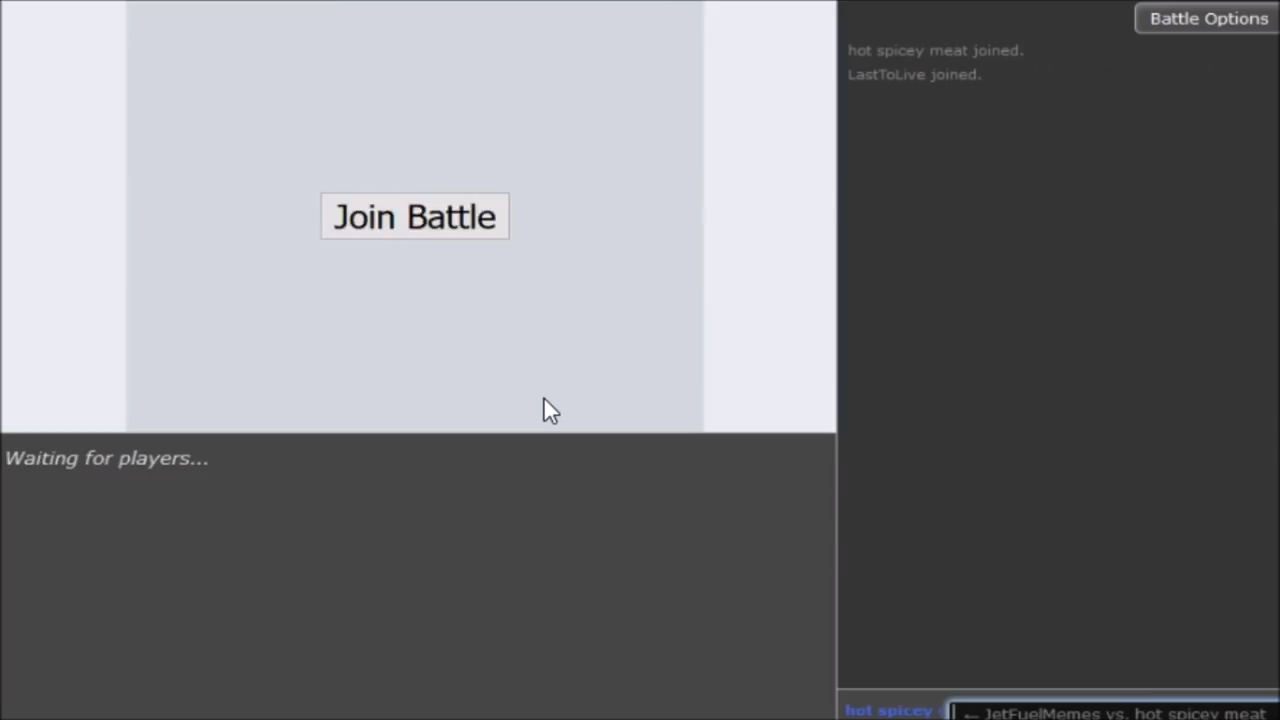 Battle Options
hot spicey meat joined.
LastToLive joined.
Join Battle
Waiting for players...
hot spicey
← JetFuelMemes vs. hot spicey meat